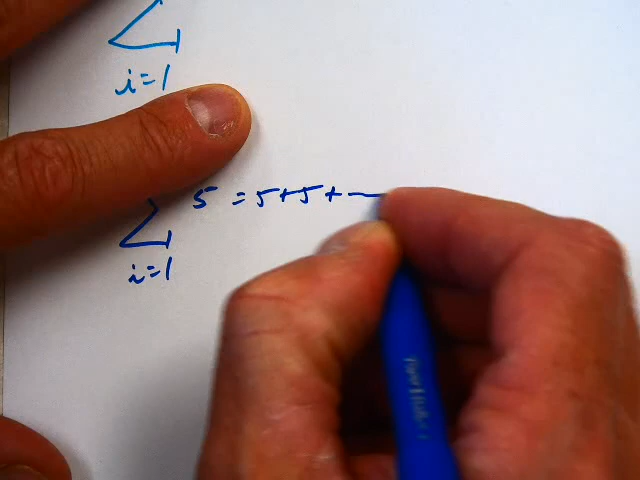 ∑
i=1
∑ 5 = 5+5+—
i=1